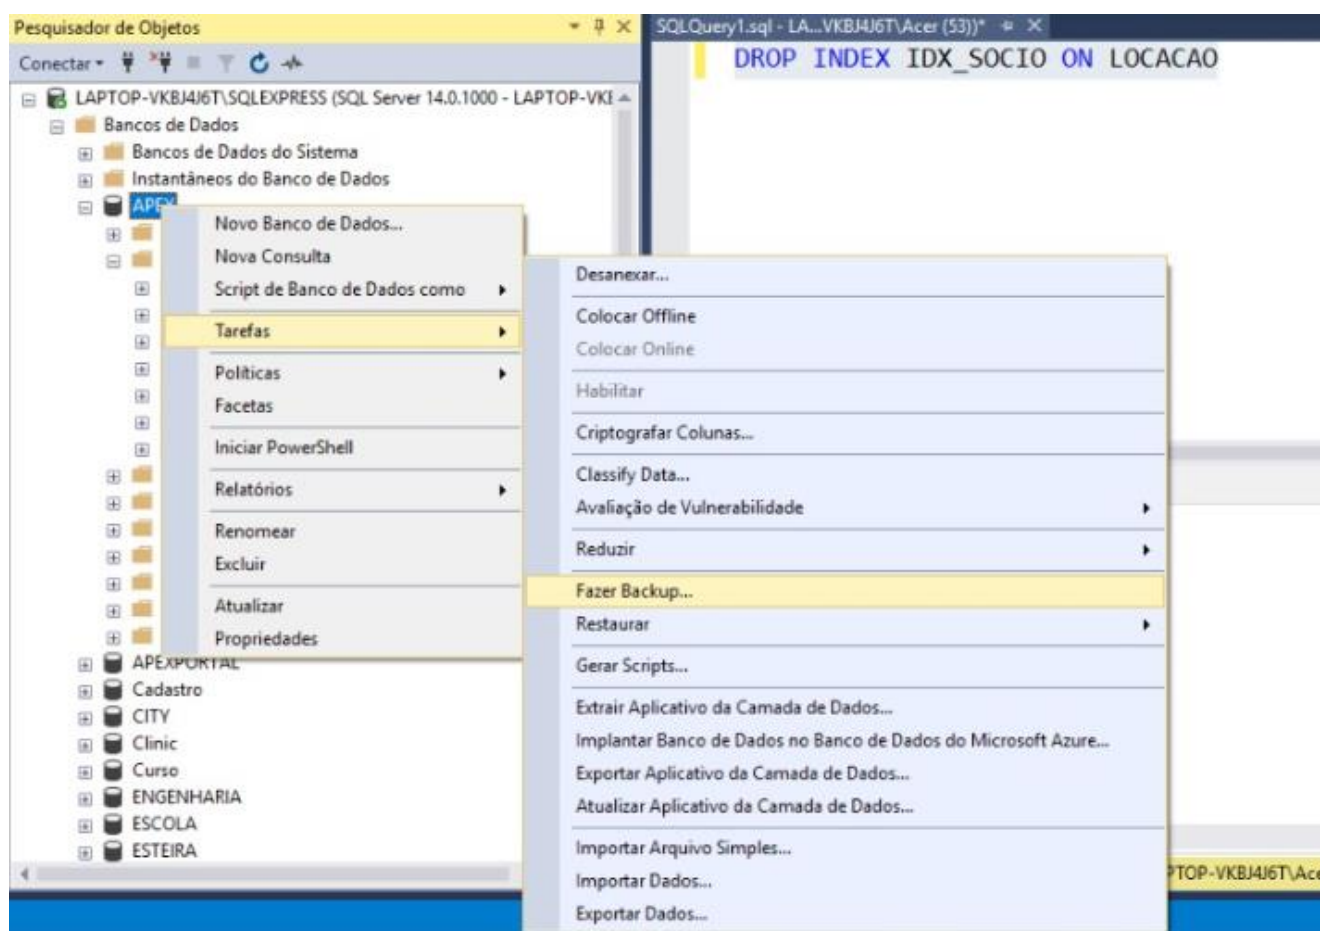 Pesquisador de Objetos
SQLQuery1.sql - LA...VKBJ4J6T\Acer (53))*
Conectar
DROP INDEX IDX_SOCIO ON LOCACAO
LAPTOP-VKBJ4J6T\SQLEXPRESS (SQL Server 14.0.1000 - LAPTOP-VKE
Bancos de Dados
Bancos de Dados do Sistema
Instantâneos do Banco de Dados
APEX
Novo Banco de Dados...
Nova Consulta
Script de Banco de Dados como
Tarefas
Políticas
Facetas
Iniciar PowerShell
Relatórios
Renomear
Excluir
Atualizar
Propriedades
Desanexar...
Colocar Offline
Colocar Online
Habilitar
Criptografar Colunas...
Classify Data...
Avaliação de Vulnerabilidade
Reduzir
Fazer Backup...
Restaurar
Gerar Scripts...
Extrair Aplicativo da Camada de Dados...
Implantar Banco de Dados no Banco de Dados do Microsoft Azure...
Exportar Aplicativo da Camada de Dados...
Atualizar Aplicativo da Camada de Dados...
Importar Arquivo Simples...
Importar Dados...
Exportar Dados...
APEXPORTAL
Cadastro
CITY
Clinic
Curso
ENGENHARIA
ESCOLA
ESTEIRA
PTOP-VKBJ4J6T\Ace